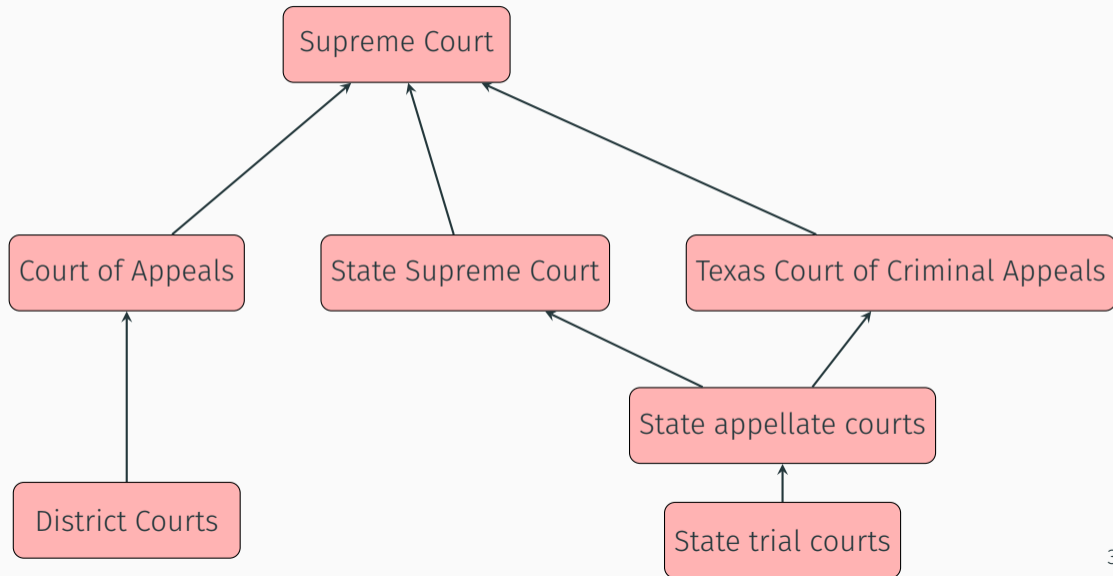 Supreme Court
Court of Appeals
State Supreme Court
Texas Court of Criminal Appeals
State appellate courts
District Courts
State trial courts
3